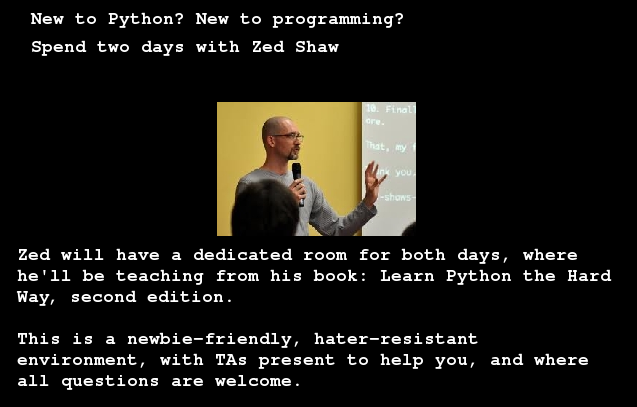 New to Python? New to programming?
Spend two days with Zed Shaw
10. Final
ore.
That, my f
you.
-shows-
Zed will have a dedicated room for both days, where
he'll be teaching from his book: Learn Python the Hard
Way, second edition.
This is a newbie-friendly, hater-resistant
environment, with TAs present to help you, and where
all questions are welcome.